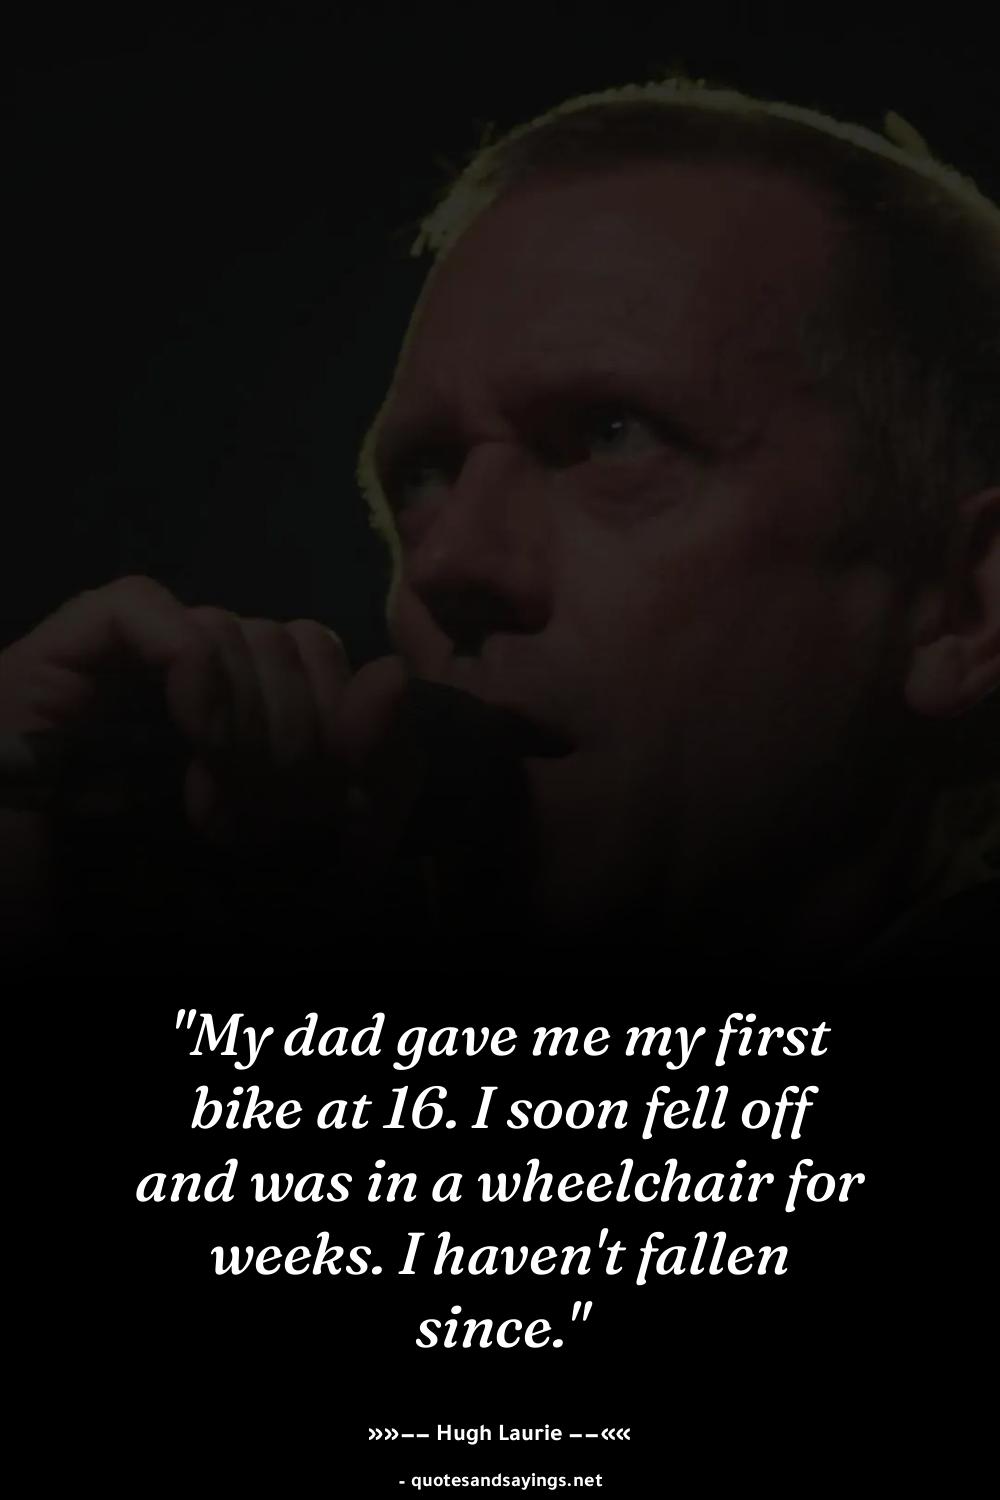 "My dad gave me my first
bike at 16. I soon fell off
and was in a wheelchair for
weeks. I haven't fallen
since."
»»—— Hugh Laurie ——««
- quotesandsayings.net